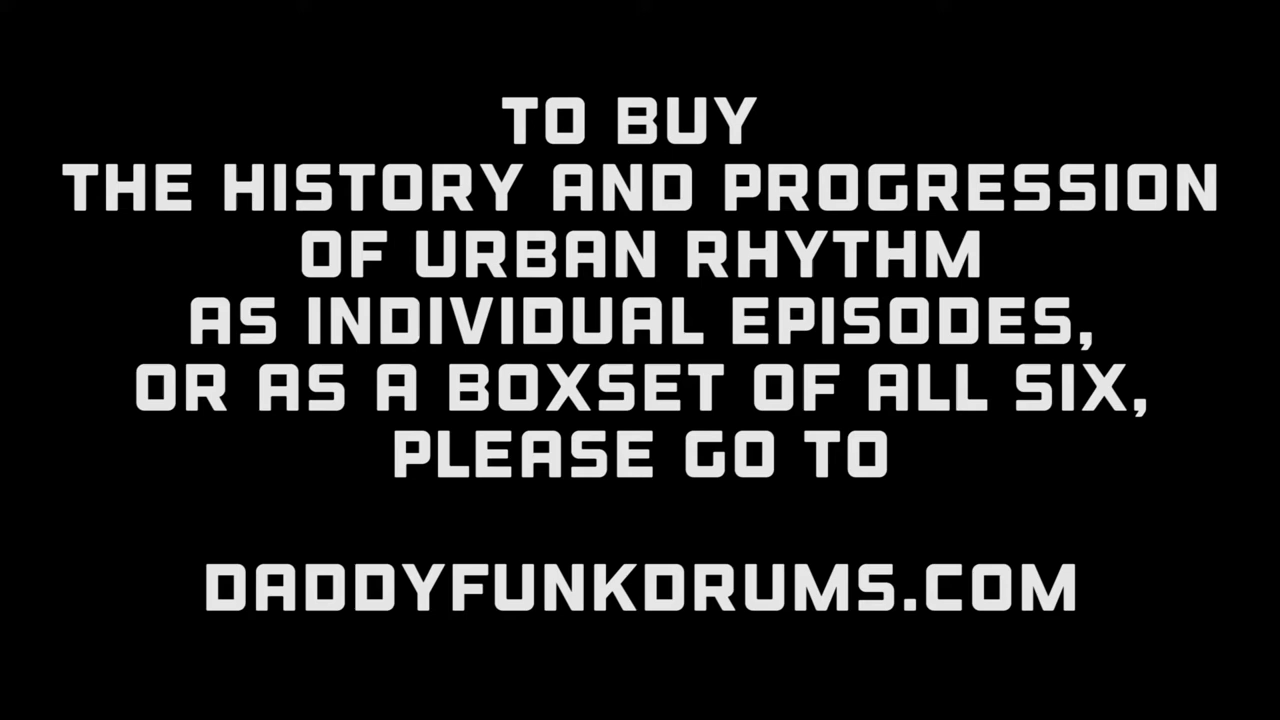 TO BUY
THE HISTORY AND PROGRESSION
OF URBAN RHYTHM
AS INDIVIDUAL EPISODES,
OR AS A BOXSET OF ALL SIX,
PLEASE GO TO
DADDYFUNKDRUMS.COM